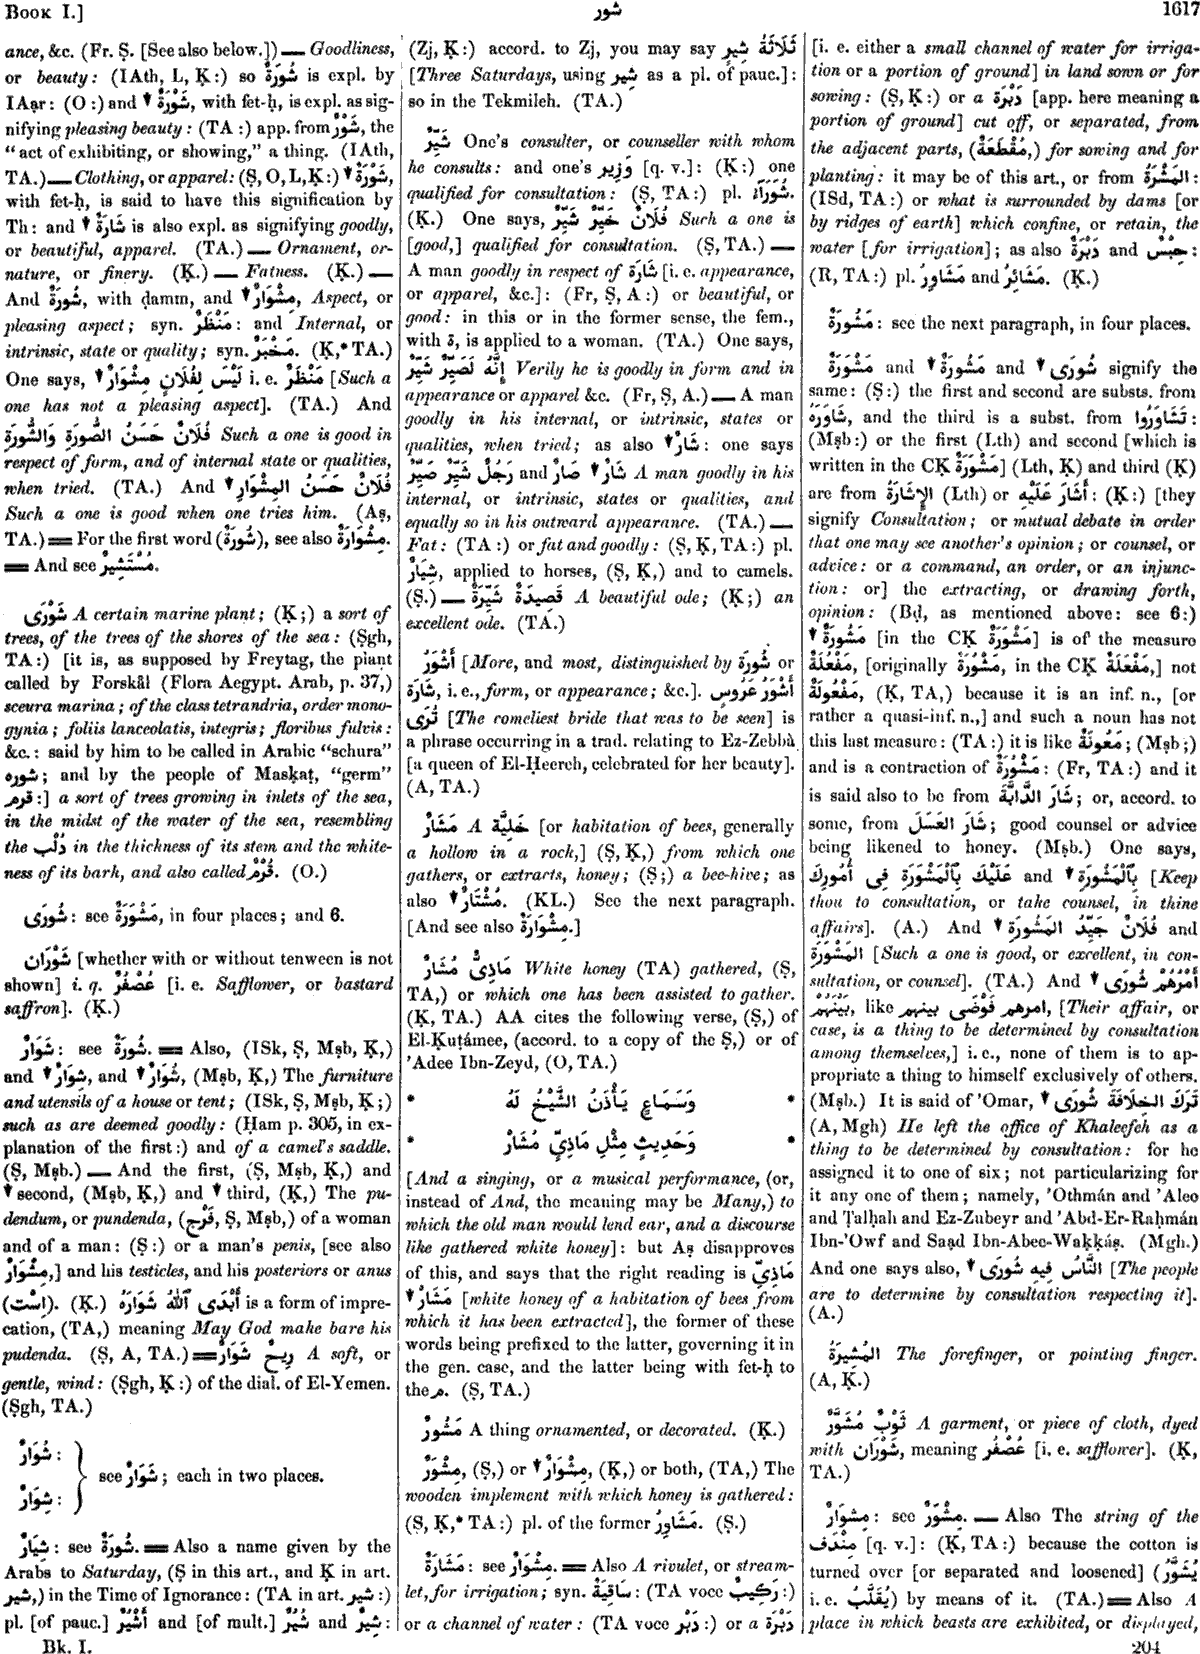 Book I.]
شور
1617
ance, &c. (Fr. Ṣ. [See also below.]) — Goodliness,
or beauty: (IAth, L, Ḳ:) so شُورَةٌ is expl. by
IAạr: (O:) and ▼ شَوْرَةٌ, with fet-ḥ, is expl. as sig-
nifying pleasing beauty: (TA:) app. from شَوْرٌ, the
“act of exhibiting, or showing,” a thing. (IAth,
TA.) — Clothing, or apparel: (Ṣ, O, L, Ḳ:) ▼ شَوْرَةٌ,
with fet-ḥ, is said to have this signification by
Th: and ▼ شَارَةٌ is also expl. as signifying goodly,
or beautiful, apparel. (TA.) — Ornament, or-
nature, or finery. (Ḳ.) — Fatness. (Ḳ.) —
And شُورَةٌ, with ḍamm, and ▼ مِشْوَارٌ, Aspect, or
pleasing aspect; syn. مَنْظَرٌ: and Internal, or
intrinsic, state or quality; syn. مَخْبَرٌ. (Ḳ,* TA.)
One says, ▼ لَيْسَ لِفُلَانٍ مِشْوَارٌ i. e. مَنْظَرٌ [Such a
one has not a pleasing aspect]. (TA.) And
فُلَانٌ حَسَنُ الصُّورَةِ وَالشُّورَةِ Such a one is good in
respect of form, and of internal state or qualities,
when tried. (TA.) And ▼ فُلَانٌ حَسَنُ المِشْوَارِ
Such a one is good when one tries him. (Aṣ,
TA.) ═ For the first word (شُورَةٌ), see also مِشْوَارَةٌ.
═ And see مُسْتَشِيرٌ.
شَوْرَى A certain marine plant; (Ḳ;) a sort of
trees, of the trees of the shores of the sea: (Ṣgh,
TA:) [it is, as supposed by Freytag, the plant
called by Forskål (Flora Aegypt. Arab, p. 37,)
sceura marina; of the class tetrandria, order mono-
gynia; foliis lanceolatis, integris; floribus fulvis:
&c.: said by him to be called in Arabic “schura”
شوره; and by the people of Masḳaṭ, “germ”
قرم:] a sort of trees growing in inlets of the sea,
in the midst of the water of the sea, resembling
the دُلْب in the thickness of its stem and the white-
ness of its bark, and also called قُرْمٌ. (O.)
شُورَى: see مَشْوَرَةٌ, in four places; and 6.
شَوْرَان [whether with or without tenween is not
shown] i. q. عُصْفُرٌ [i. e. Safflower, or bastard
saffron]. (Ḳ.)
شَوَارٌ: see شُورَةٌ. ═ Also, (ISk, Ṣ, Mṣb, Ḳ,)
and ▼ شِوَارٌ, and ▼ شُوَارٌ, (Mṣb, Ḳ,) The furniture
and utensils of a house or tent; (ISk, Ṣ, Mṣb, Ḳ;)
such as are deemed goodly: (Ḥam p. 305, in ex-
planation of the first:) and of a camel's saddle.
(Ṣ, Mṣb.) — And the first, (Ṣ, Mṣb, Ḳ,) and
▼ second, (Mṣb, Ḳ,) and ▼ third, (Ḳ,) The pu-
dendum, or pundenda, (فَرْج, Ṣ, Mṣb,) of a woman
and of a man: (Ṣ:) or a man's penis, [see also
مِشْوَارٌ,] and his testicles, and his posteriors or anus
(اِسْت). (Ḳ.) أَبْدَى ٱللّٰهُ شَوَارَهُ is a form of impre-
cation, (TA,) meaning May God make bare his
pudenda. (Ṣ, A, TA.) ═ رِيحٌ شَوَارٌ A soft, or
gentle, wind: (Ṣgh, Ḳ:) of the dial. of El-Yemen.
(Ṣgh, TA.)
شُوَارٌ:
see شَوَارٌ; each in two places.
شِوَارٌ:
شِيَارٌ: see شُورَةٌ. ═ Also a name given by the
Arabs to Saturday, (Ṣ in this art., and Ḳ in art.
شير,) in the Time of Ignorance: (TA in art. شير:)
pl. [of pauc.] أَشْيُرٌ and [of mult.] شُيُرٌ and شِيرٌ:
(Zj, Ḳ:) accord. to Zj, you may say ثَلَاثَةُ شِيرٍ
[Three Saturdays, using شِير as a pl. of pauc.]:
so in the Tekmileh. (TA.)
شَيِّرٌ One's consulter, or counseller with whom
he consults: and one's وَزِير [q. v.]: (Ḳ:) one
qualified for consultation: (Ṣ, TA:) pl. شُوَرَآءُ.
(Ḳ.) One says, فُلَانٌ خَيِّرٌ شَيِّرٌ Such a one is
[good,] qualified for consultation. (Ṣ, TA.) —
A man goodly in respect of شَارَة [i. e. appearance,
or apparel, &c.]: (Fr, Ṣ, A:) or beautiful, or
good: in this or in the former sense, the fem.,
with ة, is applied to a woman. (TA.) One says,
إِنَّهُ لَصَيِّرٌ شَيِّرٌ Verily he is goodly in form and in
appearance or apparel &c. (Fr, Ṣ, A.) — A man
goodly in his internal, or intrinsic, states or
qualities, when tried; as also ▼ شَارٌ: one says
رَجُلٌ شَيِّرٌ صَيِّرٌ and ▼ شَارٌ صَارٌ A man goodly in his
internal, or intrinsic, states or qualities, and
equally so in his outward appearance. (TA.) —
Fat: (TA:) or fat and goodly: (Ṣ, Ḳ, TA:) pl.
شِيَارٌ, applied to horses, (Ṣ, Ḳ,) and to camels.
(Ṣ.) — قَصِيدَةٌ شَيِّرَةٌ A beautiful ode; (Ḳ;) an
excellent ode. (TA.)
أَشْوَرُ [More, and most, distinguished by شُورَة or
شَارَة, i. e., form, or appearance; &c.]. أَشْوَرُ عَرُوسٍ
تُرَى [The comeliest bride that was to be seen] is
a phrase occurring in a trad. relating to Ez-Zebbà
[a queen of El-Ḥeereh, celebrated for her beauty].
(A, TA.)
مَشَارٌ A خَلِيَّة [or habitation of bees, generally
a hollow in a rock,] (Ṣ, Ḳ,) from which one
gathers, or extracts, honey; (Ṣ;) a bee-hive; as
also ▼ مُشْتَارٌ. (KL.) See the next paragraph.
[And see also مِشْوَارَةٌ.]
مَاذِىٌّ مُشَارٌ White honey (TA) gathered, (Ṣ,
TA,) or which one has been assisted to gather.
(Ḳ, TA.) AA cites the following verse, (Ṣ,) of
El-Ḳuṭámee, (accord. to a copy of the Ṣ,) or of
'Adee Ibn-Zeyd, (O, TA.)
* وَسَمَاعٍ يَأْذَنُ الشَّيْخُ لَهُ *
* وَحَدِيثٍ مِثْلِ مَاذِىٍّ مُشَارْ *
[And a singing, or a musical performance, (or,
instead of And, the meaning may be Many,) to
which the old man would lend ear, and a discourse
like gathered white honey]: but Aṣ disapproves
of this, and says that the right reading is مَاذِىِّ
▼ مَشَارْ [white honey of a habitation of bees from
which it has been extracted], the former of these
words being prefixed to the latter, governing it in
the gen. case, and the latter being with fet-ḥ to
the م. (Ṣ, TA.)
مَشُورٌ A thing ornamented, or decorated. (Ḳ.)
مِشْوَرٌ, (Ṣ,) or ▼ مِشْوَارٌ, (Ḳ,) or both, (TA,) The
wooden implement with which honey is gathered:
(Ṣ, Ḳ,* TA:) pl. of the former مَشَاوِرُ. (Ṣ.)
مَشَارَةٌ: see مِشْوَارٌ. ═ Also A rivulet, or stream-
let, for irrigation; syn. سَاقِيَةٌ: (TA voce رَكِيبٌ:)
or a channel of water: (TA voce دَبْرٌ:) or a دَبْرَة
[i. e. either a small channel of water for irriga-
tion or a portion of ground] in land sown or for
sowing: (Ṣ, Ḳ:) or a دَبْرَة [app. here meaning a
portion of ground] cut off, or separated, from
the adjacent parts, (مُقْطَعَةٌ,) for sowing and for
planting: it may be of this art., or from المَشْرَةُ:
(ISd, TA:) or what is surrounded by dams [or
by ridges of earth] which confine, or retain, the
water [for irrigation]; as also دَبْرَةٌ and حِبْسٌ:
(R, TA:) pl. مَشَاوِرُ and مَشَائِرُ. (Ḳ.)
مَشُورَةٌ: see the next paragraph, in four places.
مَشْوَرَةٌ and ▼ مَشُورَةٌ and ▼ شُورَى signify the
same: (Ṣ:) the first and second are substs. from
شَاوَرَهُ, and the third is a subst. from تَشَاوَرُوا:
(Mṣb:) or the first (Lth) and second [which is
written in the CḲ مَشْوَرَةٌ] (Lth, Ḳ) and third (Ḳ)
are from الإِشَارَةُ (Lth) or أَشَارَ عَلَيْهِ: (Ḳ:) [they
signify Consultation; or mutual debate in order
that one may see another's opinion; or counsel, or
advice: or a command, an order, or an injunc-
tion: or] the extracting, or drawing forth,
opinion: (Bḍ, as mentioned above: see 6:)
▼ مَشُورَةٌ [in the CḲ مَشْوَرَةٌ] is of the measure
مَفْعُلَةٌ, [originally مَشْوُرَةٌ, in the CḲ مَفْعَلَةٌ,] not
مَفْعُولَةٌ, (Ḳ, TA,) because it is an inf. n., [or
rather a quasi-inf. n.,] and such a noun has not
this last measure: (TA:) it is like مَعُونَةٌ; (Mṣb;)
and is a contraction of مَشْوُرَةٌ: (Fr, TA:) and it
is said also to be from شَارَ الدَّابَّةَ; or, accord. to
some, from شَارَ العَسَلَ; good counsel or advice
being likened to honey. (Mṣb.) One says,
عَلَيْكَ بِٱلْمَشْوَرَةِ فِى أُمُورِكَ and ▼ بِٱلْمَشُورَةِ [Keep
thou to consultation, or take counsel, in thine
affairs]. (A.) And ▼ فُلَانٌ جَيِّدُ المَشُورَةِ and
المَشْوَرَةِ [Such a one is good, or excellent, in con-
sultation, or counsel]. (TA.) And ▼ أَمْرُهُمْ شُورَى
بَيْنَهُمْ, like امرهم فَوْضَى بينهم, [Their affair, or
case, is a thing to be determined by consultation
among themselves,] i. e., none of them is to ap-
propriate a thing to himself exclusively of others.
(Mṣb.) It is said of 'Omar, ▼ تَرَكَ الخِلَافَةَ شُورَى
(A, Mgh) He left the office of Khaleefeh as a
thing to be determined by consultation: for he
assigned it to one of six; not particularizing for
it any one of them; namely, 'Othmán and 'Alee
and Ṭalḥah and Ez-Zubeyr and 'Abd-Er-Raḥmán
Ibn-'Owf and Saạd Ibn-Abee-Waḳḳáṣ. (Mgh.)
And one says also, ▼ النَّاسُ فِيهِ شُورَى [The people
are to determine by consultation respecting it].
(A.)
المُشِيرَةُ The forefinger, or pointing finger.
(A, Ḳ.)
ثَوْبٌ مُشَوَّرٌ A garment, or piece of cloth, dyed
with شَوْرَان, meaning عُصْفُر [i. e. safflower]. (Ḳ,
TA.)
مِشْوَارٌ: see مِشْوَرٌ. — Also The string of the
مِنْدَف [q. v.]: (Ḳ, TA:) because the cotton is
turned over [or separated and loosened] (يُشَوَّرُ
i. e. يُقَلَّبُ) by means of it. (TA.) ═ Also A
place in which beasts are exhibited, or displayed,
Bk. I.
204